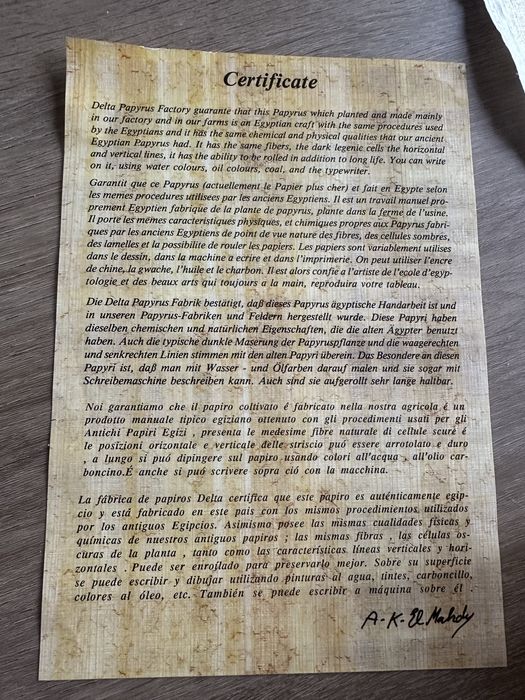 Certificate
Delta Papyrus Factory guarante that this Papyrus which planted and made mainly
in our factory and in our farms is an Egyptian craft with the same procedures used
by the Egyptians and it has the same chemical and physical qualities that our ancient
Egyptian Papyrus had. It has the same fibers, the dark legenic cells the horizontal
and vertical lines, it has the ability to be rolled in addition to long life. You can write
on it, using water colours, oil colours, coal, and the typewriter.
Garantit que ce Papyrus (actuellement le Papier plus cher) et fait en Egypte selon
les memes procedures utilisees par les anciens Egyptiens. Il est un travail manuel pro-
prement Egyptien fabrique de la plante de papyrus, plante dans la ferme de l'usine.
Il porte les mémes caracteristiques physiques, et chimiques propres aux Papyrus fabri-
ques par les anciens Egyptiens de point de vue nature des fibres, des cellules sombres,
des lamelles et la possibilite de rouler les papiers. Les papiers sont variablement utilises
dans le dessin, dans la machine a ecrire et dans l'imprimerie. On peut utiliser l'encre
de chine, la gwache, l'huile et le charbon. Il est alors confie a l'artiste de l'ecole d'egyp-
tologie et des beaux arts qui toujours a la main, reproduira votre tableau.
Die Delta Papyrus Fabrik bestätigt, daß dieses Papyrus ägyptische Handarbeit ist und
in unseren Papyrus-Fabriken und Feldern hergestellt wurde. Diese Papyri haben
dieselben chemischen und natürlichen Eigenschaften, die die alten Ägypter benutzt
haben. Auch die typische dunkle Maserung der Papyruspflanze und die waagerechten
und senkrechten Linien stimmen mit den alten Papyri überein. Das Besondere an diesen
Papyri ist, daß man mit Wasser - und Ölfarben darauf malen und sie sogar mit
Schreibemaschine beschreiben kann. Auch sind sie aufgerollt sehr lange haltbar.
Noi garantiamo che il papiro coltivato é fabricato nella nostra agricola é un
prodotto manuale tipico egiziano ottenuto con gli procedimenti usati per gli
Antichi Papiri Egizi , presenta le medesime fibre naturale di cellule scuré é
le posizioni orizontale e verticale delle striscio puó essere arrotolato e duro
, a lungo si puó dipingere sul papiro usando colori all'acqua , all'olio car-
boncino.É anche si puó scrivere sopra ció con la macchina.
La fábrica de papiros Delta certifica que este papiro es auténticamente egip-
cio y está fabricado en este pais con los mismos procedimientos utilizados
por los antiguos Egipcios. Asimismo posee las mismas cualidades físicas y
químicas de nuestros antiguos papiros ; las mismas fibras , las células os-
curas de la planta , tanto como las características líneas verticales y hori-
zontales . Puede ser enrollado para preservarlo mejor. Sobre su superficie
se puede escribir y dibujar utilizando pinturas al agua, tintes, carboncillo,
colores al óleo, etc. También se pnede escribir a máquina sobre él .
A-K-El Mahdy